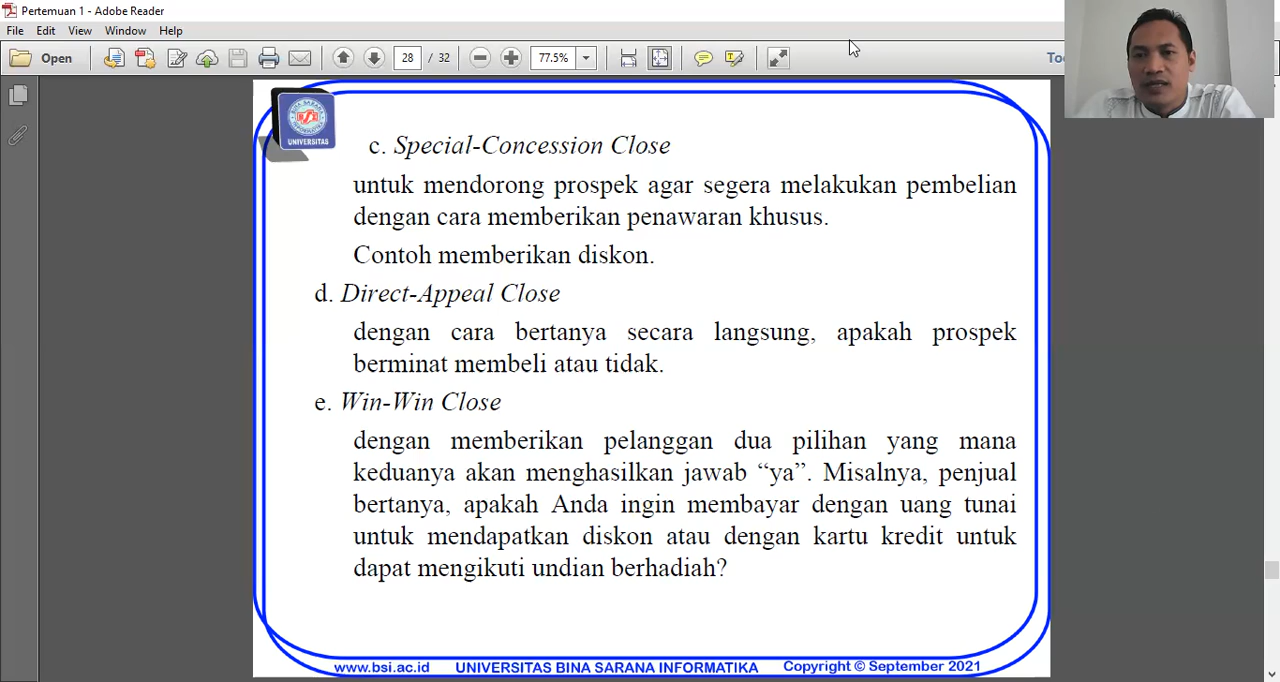 Pertemuan 1 - Adobe Reader
File Edit View Window Help
Open 28 / 32 77.5% Too
UNIVERSITAS
c. Special-Concession Close
untuk mendorong prospek agar segera melakukan pembelian
dengan cara memberikan penawaran khusus.
Contoh memberikan diskon.
d. Direct-Appeal Close
dengan cara bertanya secara langsung, apakah prospek
berminat membeli atau tidak.
e. Win-Win Close
dengan memberikan pelanggan dua pilihan yang mana
keduanya akan menghasilkan jawab “ya”. Misalnya, penjual
bertanya, apakah Anda ingin membayar dengan uang tunai
untuk mendapatkan diskon atau dengan kartu kredit untuk
dapat mengikuti undian berhadiah?
www.bsi.ac.id UNIVERSITAS BINA SARANA INFORMATIKA Copyright © September 2021